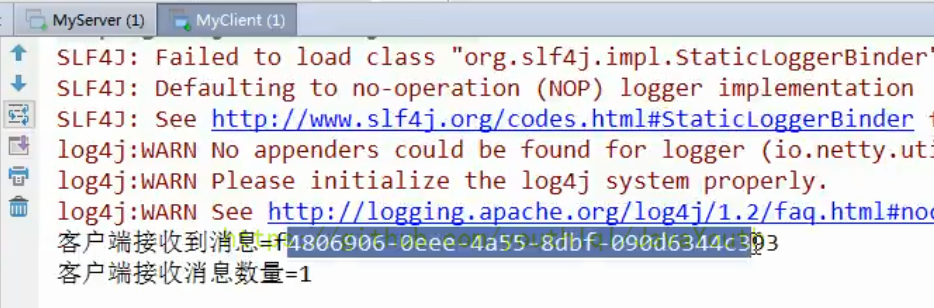 MyServer (1) MyClient (1)
SLF4J: Failed to load class "org.slf4j.impl.StaticLoggerBinder"
SLF4J: Defaulting to no-operation (NOP) logger implementation
SLF4J: See http://www.slf4j.org/codes.html#StaticLoggerBinder f
log4j:WARN No appenders could be found for logger (io.netty.uti
log4j:WARN Please initialize the log4j system properly.
log4j:WARN See http://logging.apache.org/log4j/1.2/faq.html#noc
客户端接收到消息=f4806906-0eee-4a55-8dbf-090d6344c393
客户端接收消息数量=1